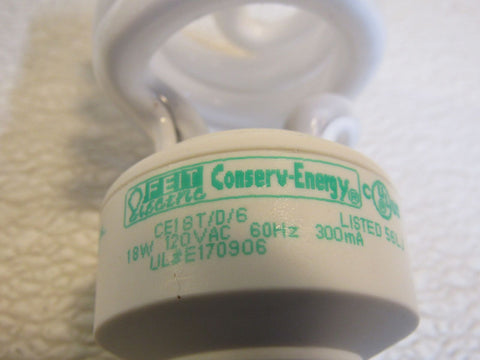 FEIT Electric Conserv-Energy®
CE18T/D/6
18W 120VAC 60Hz 300mA LISTED
UL#E170906